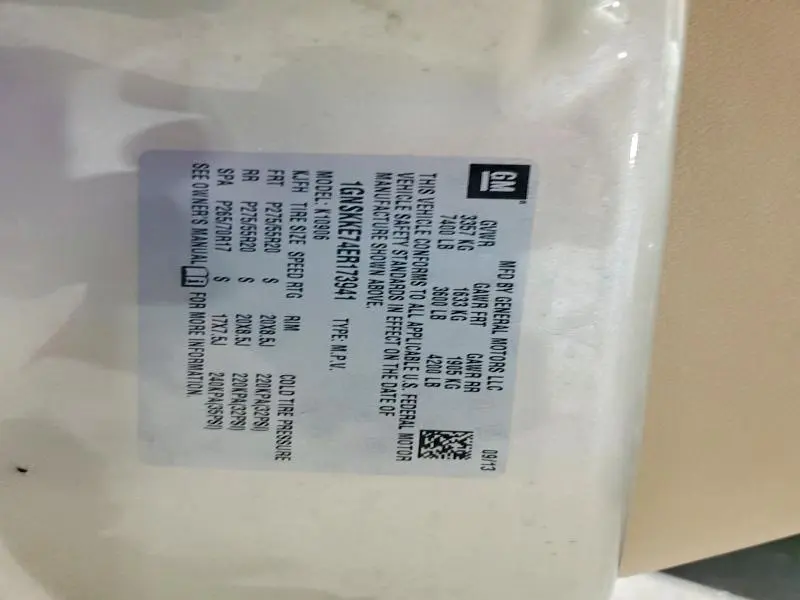 GM® MFD BY GENERAL MOTORS LLC 09/13
GVWR GAWR FRT GAWR RR
3357 KG 1633 KG 1905 KG
7400 LB 3600 LB 4200 LB
THIS VEHICLE CONFORMS TO ALL APPLICABLE U.S. FEDERAL MOTOR
VEHICLE SAFETY STANDARDS IN EFFECT ON THE DATE OF
MANUFACTURE SHOWN ABOVE.
1GNSKKE74ER173941 TYPE: M.P.V.
MODEL: K10906
KJFH TIRE SIZE SPEED RTG RIM COLD TIRE PRESSURE
FRT P275/55R20 S 20X8.5J 220KPA(32PSI)
RR P275/55R20 S 20X8.5J 220KPA(32PSI)
SPA P265/70R17 S 17X7.5J 240KPA(35PSI)
SEE OWNER'S MANUAL FOR MORE INFORMATION.